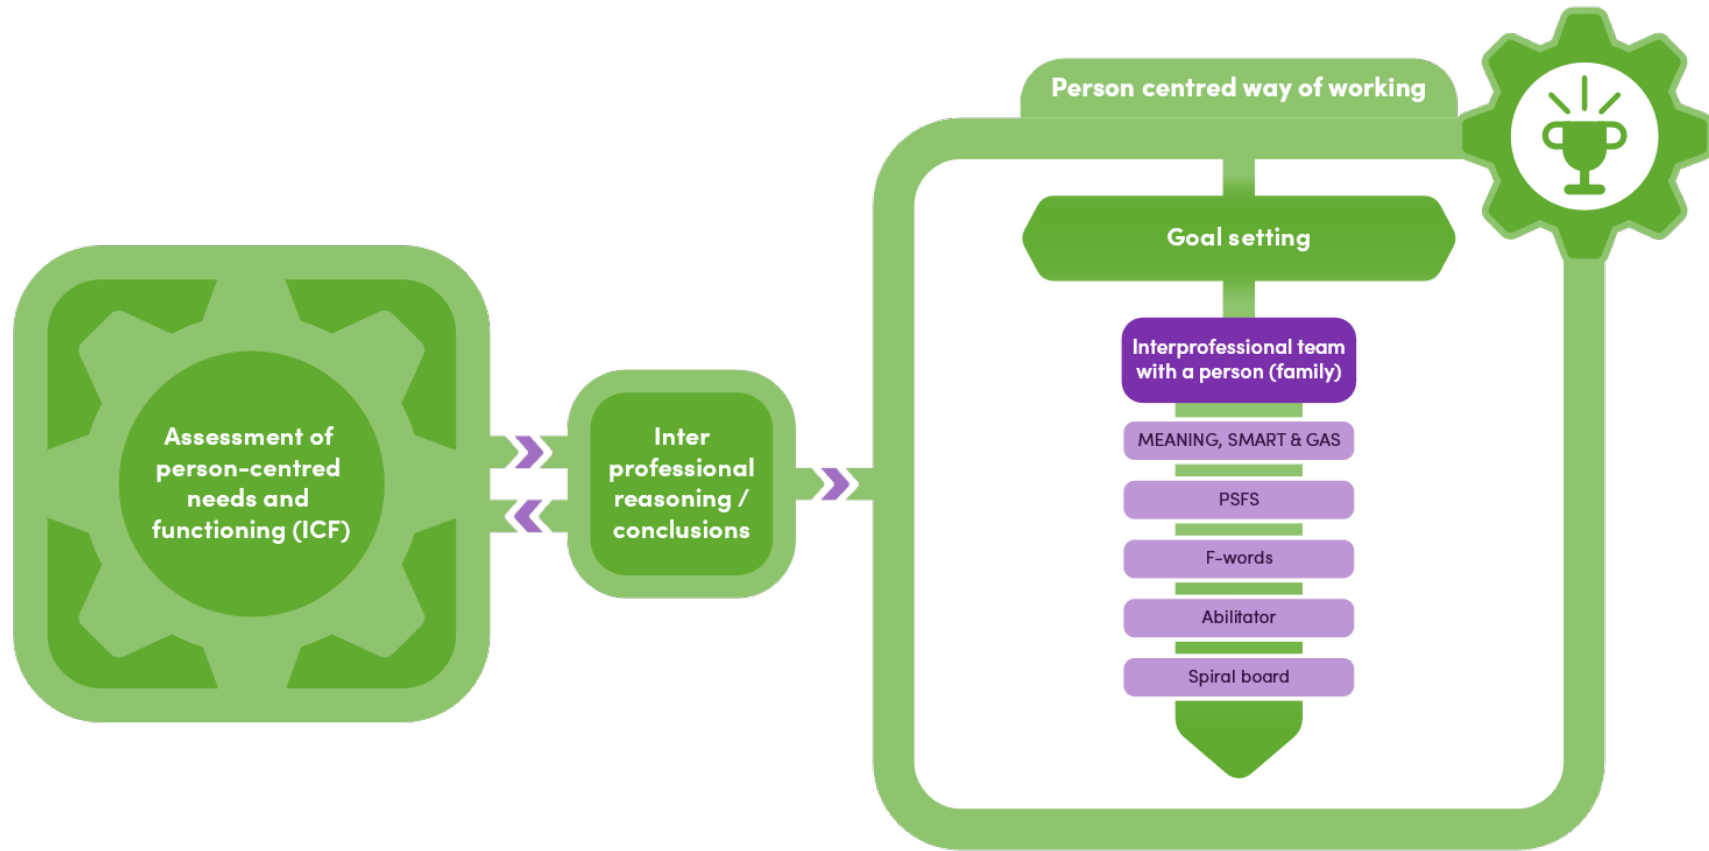 Person centred way of working
Goal setting
Interprofessional team
with a person (family)
MEANING, SMART & GAS
PSFS
F-words
Abilitator
Spiral board
Assessment of
person-centred
needs and
functioning (ICF)
Inter
professional
reasoning /
conclusions